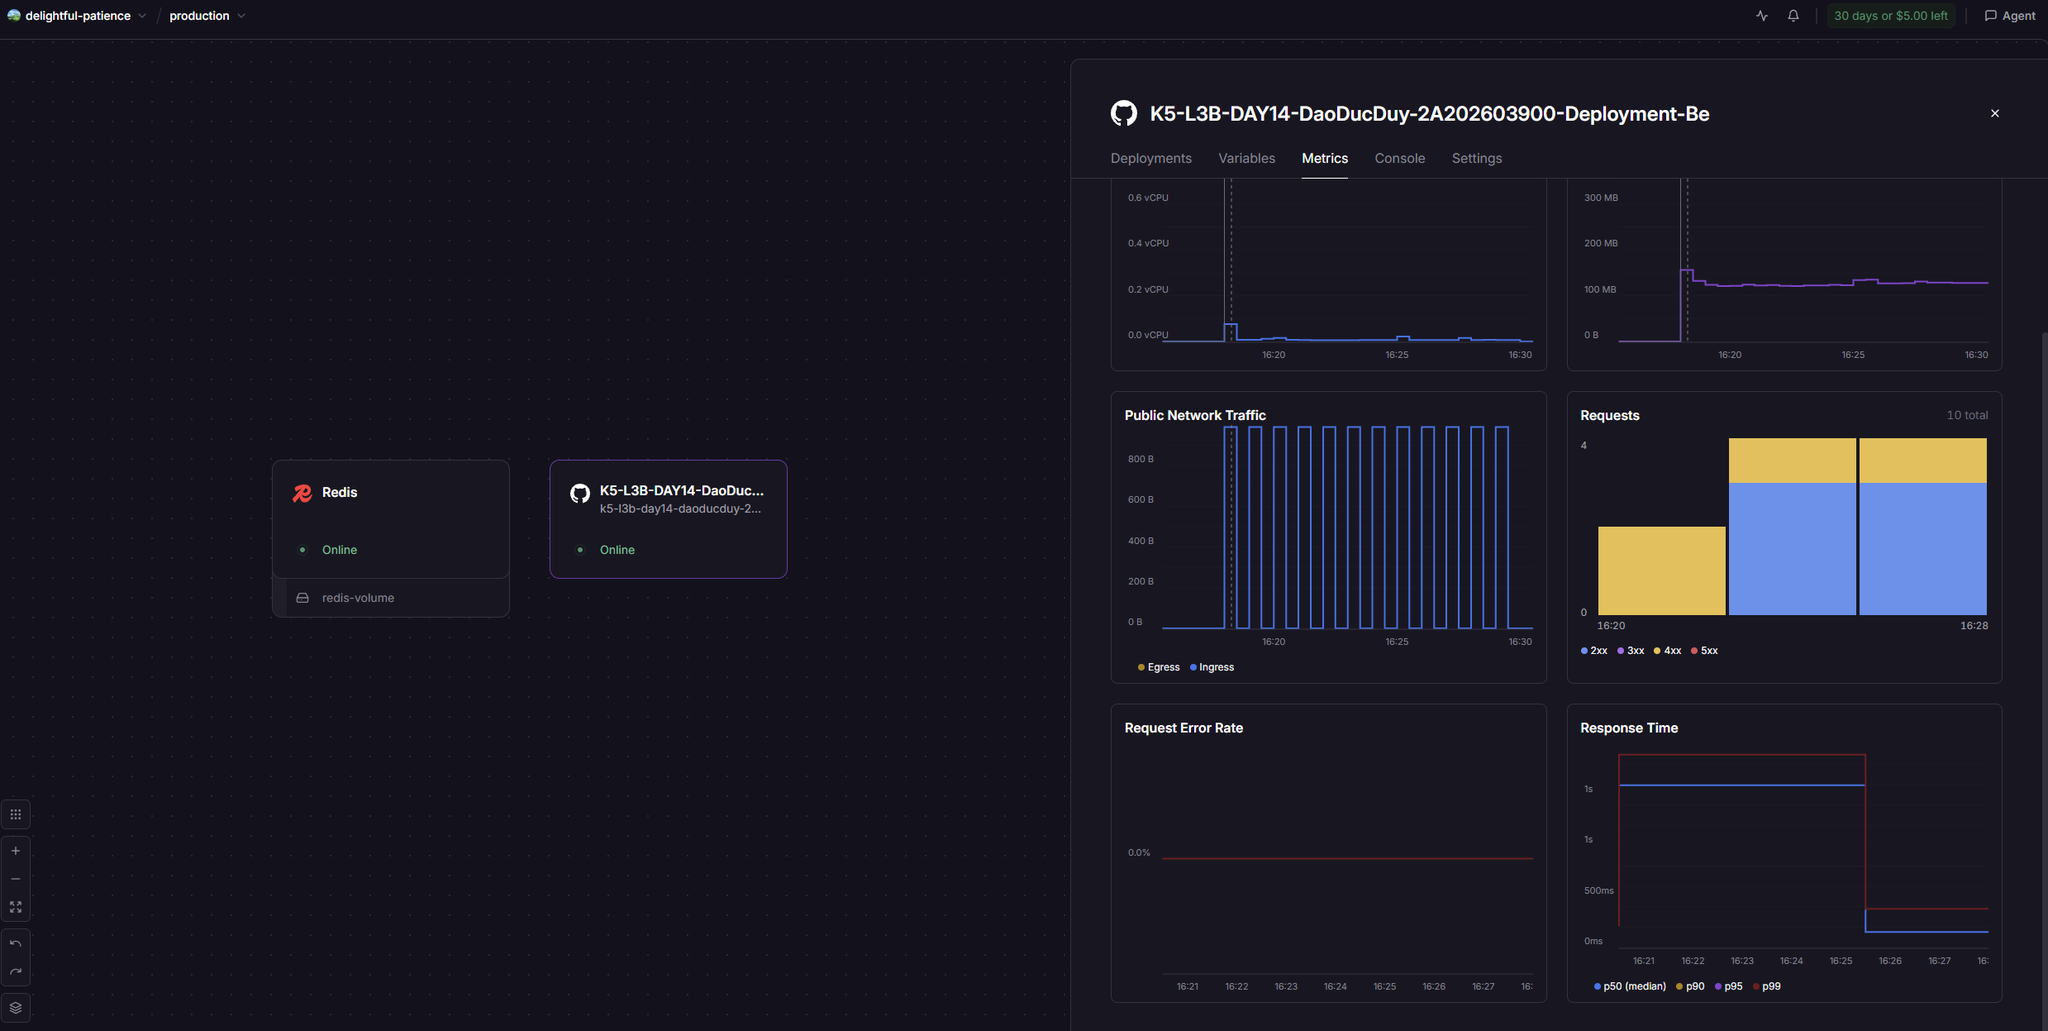 delightful-patience / production
30 days or $5.00 left
Agent
Redis
Online
redis-volume
K5-L3B-DAY14-DaoDuc...
k5-l3b-day14-daoducduy-2...
Online
K5-L3B-DAY14-DaoDucDuy-2A202603900-Deployment-Be
Deployments Variables Metrics Console Settings
0.6 vCPU
0.4 vCPU
0.2 vCPU
0.0 vCPU
16:20 16:25 16:30
300 MB
200 MB
100 MB
0 B
16:20 16:25 16:30
Public Network Traffic
800 B
600 B
400 B
200 B
0 B
16:20 16:25 16:30
Egress Ingress
Requests 10 total
4
0
16:20 16:28
2xx 3xx 4xx 5xx
Request Error Rate
0.0%
16:21 16:22 16:23 16:24 16:25 16:26 16:27 16:
Response Time
1s
1s
500ms
0ms
16:21 16:22 16:23 16:24 16:25 16:26 16:27 16:
p50 (median) p90 p95 p99